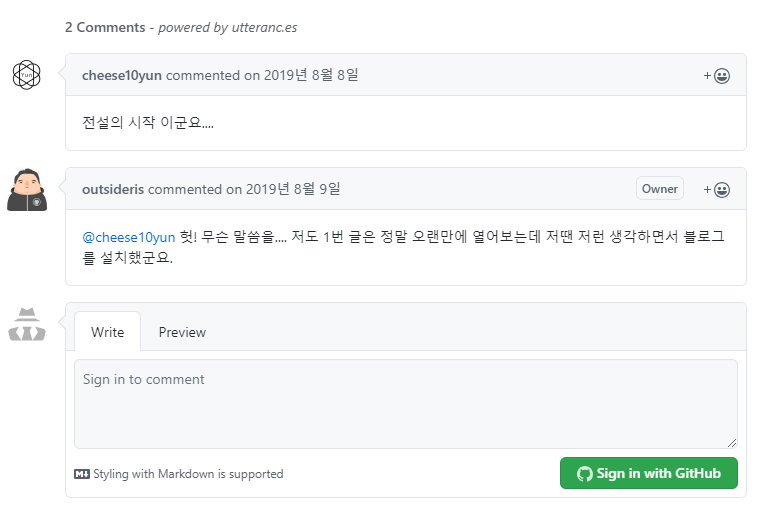 2 Comments - powered by utteranc.es
cheese10yun commented on 2019년 8월 8일
전설의 시작 이군요....
outsideris commented on 2019년 8월 9일 Owner
@cheese10yun 헛! 무슨 말씀을.... 저도 1번 글은 정말 오랜만에 열어보는데 저땐 저런 생각하면서 블로그
를 설치했군요.
Write Preview
Sign in to comment
Styling with Markdown is supported
Sign in with GitHub